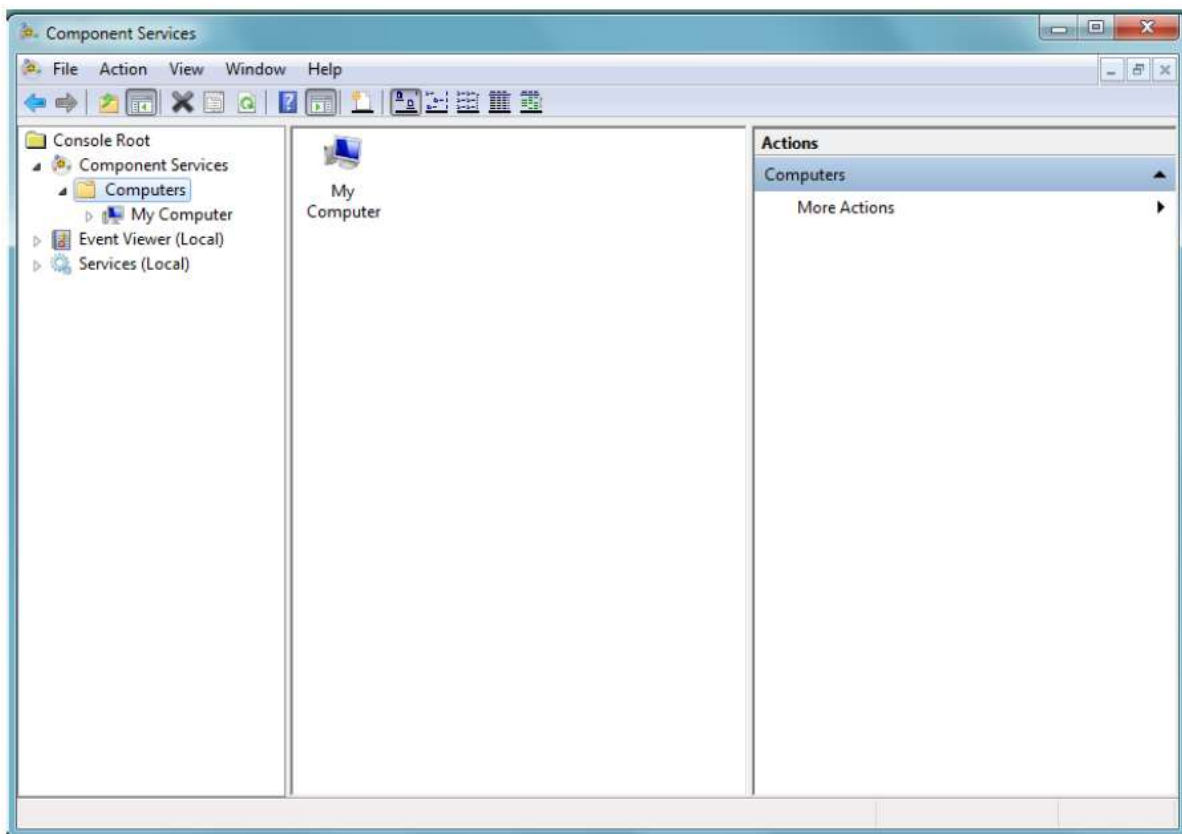 Component Services
File Action View Window Help
Console Root
Component Services
Computers
My Computer
Event Viewer (Local)
Services (Local)
My
Computer
Actions
Computers
More Actions